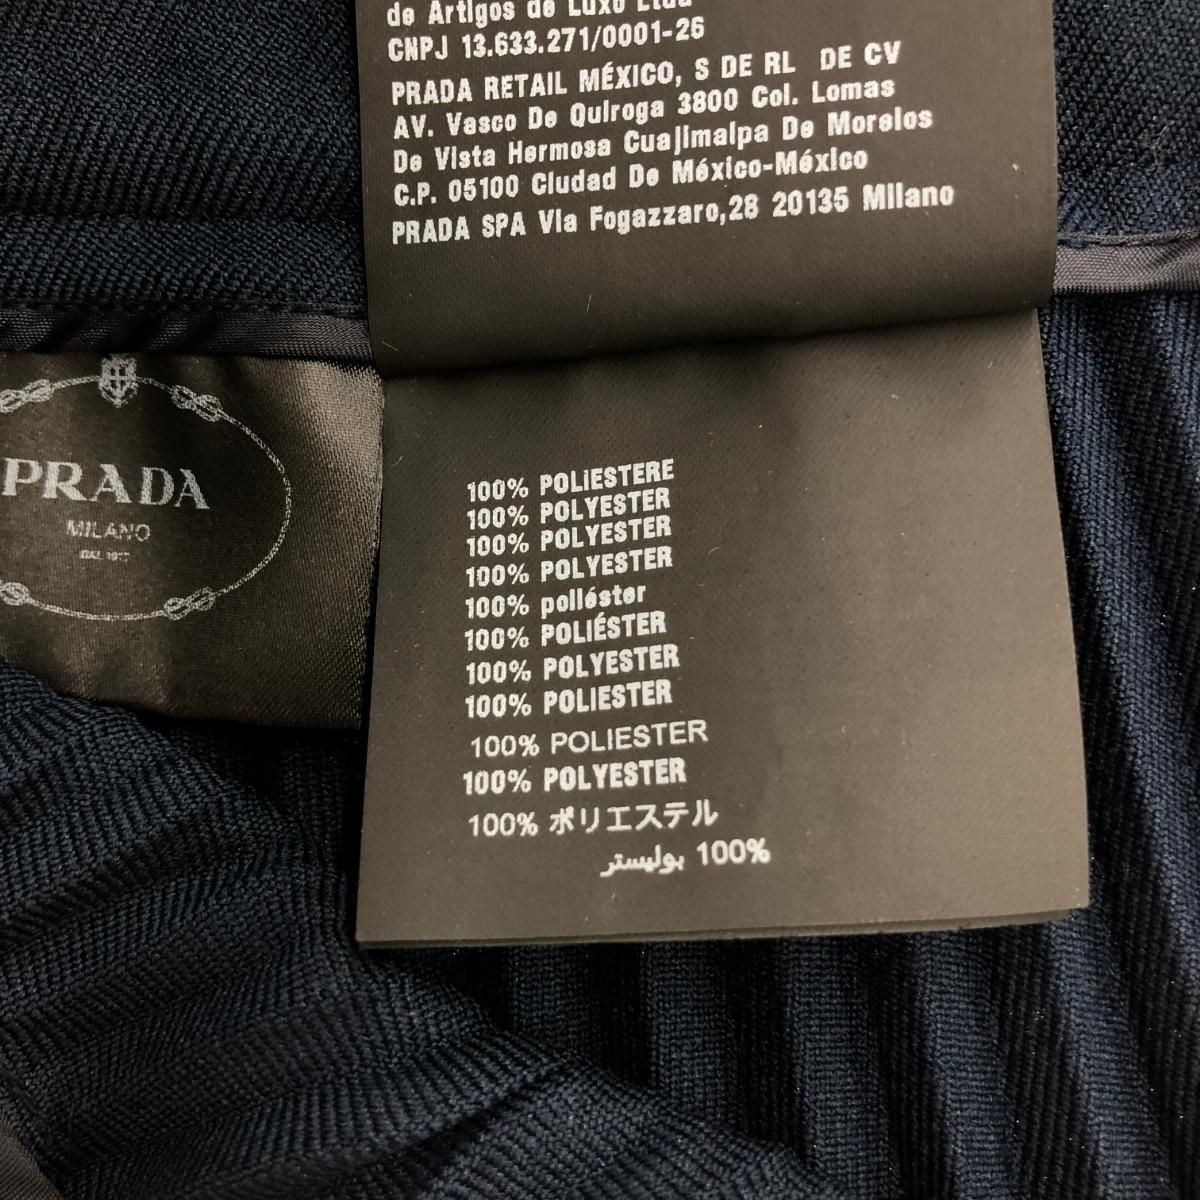 de Artigos de Luxo Ltda
CNPJ 13.633.271/0001-26
PRADA RETAIL MÉXICO, S DE RL DE CV
AV. Vasco De Quiroga 3800 Col. Lomas
De Vista Hermosa Cuajimalpa De Morelos
C.P. 05100 Ciudad De México-México
PRADA SPA Via Fogazzaro,28 20135 Milano
PRADA
MILANO
DAL 1913
100% POLIESTERE
100% POLYESTER
100% POLYESTER
100% POLYESTER
100% poliéster
100% POLIÉSTER
100% POLYESTER
100% POLIESTER
100% POLIESTER
100% POLYESTER
100% ポリエステル
100% بوليستر